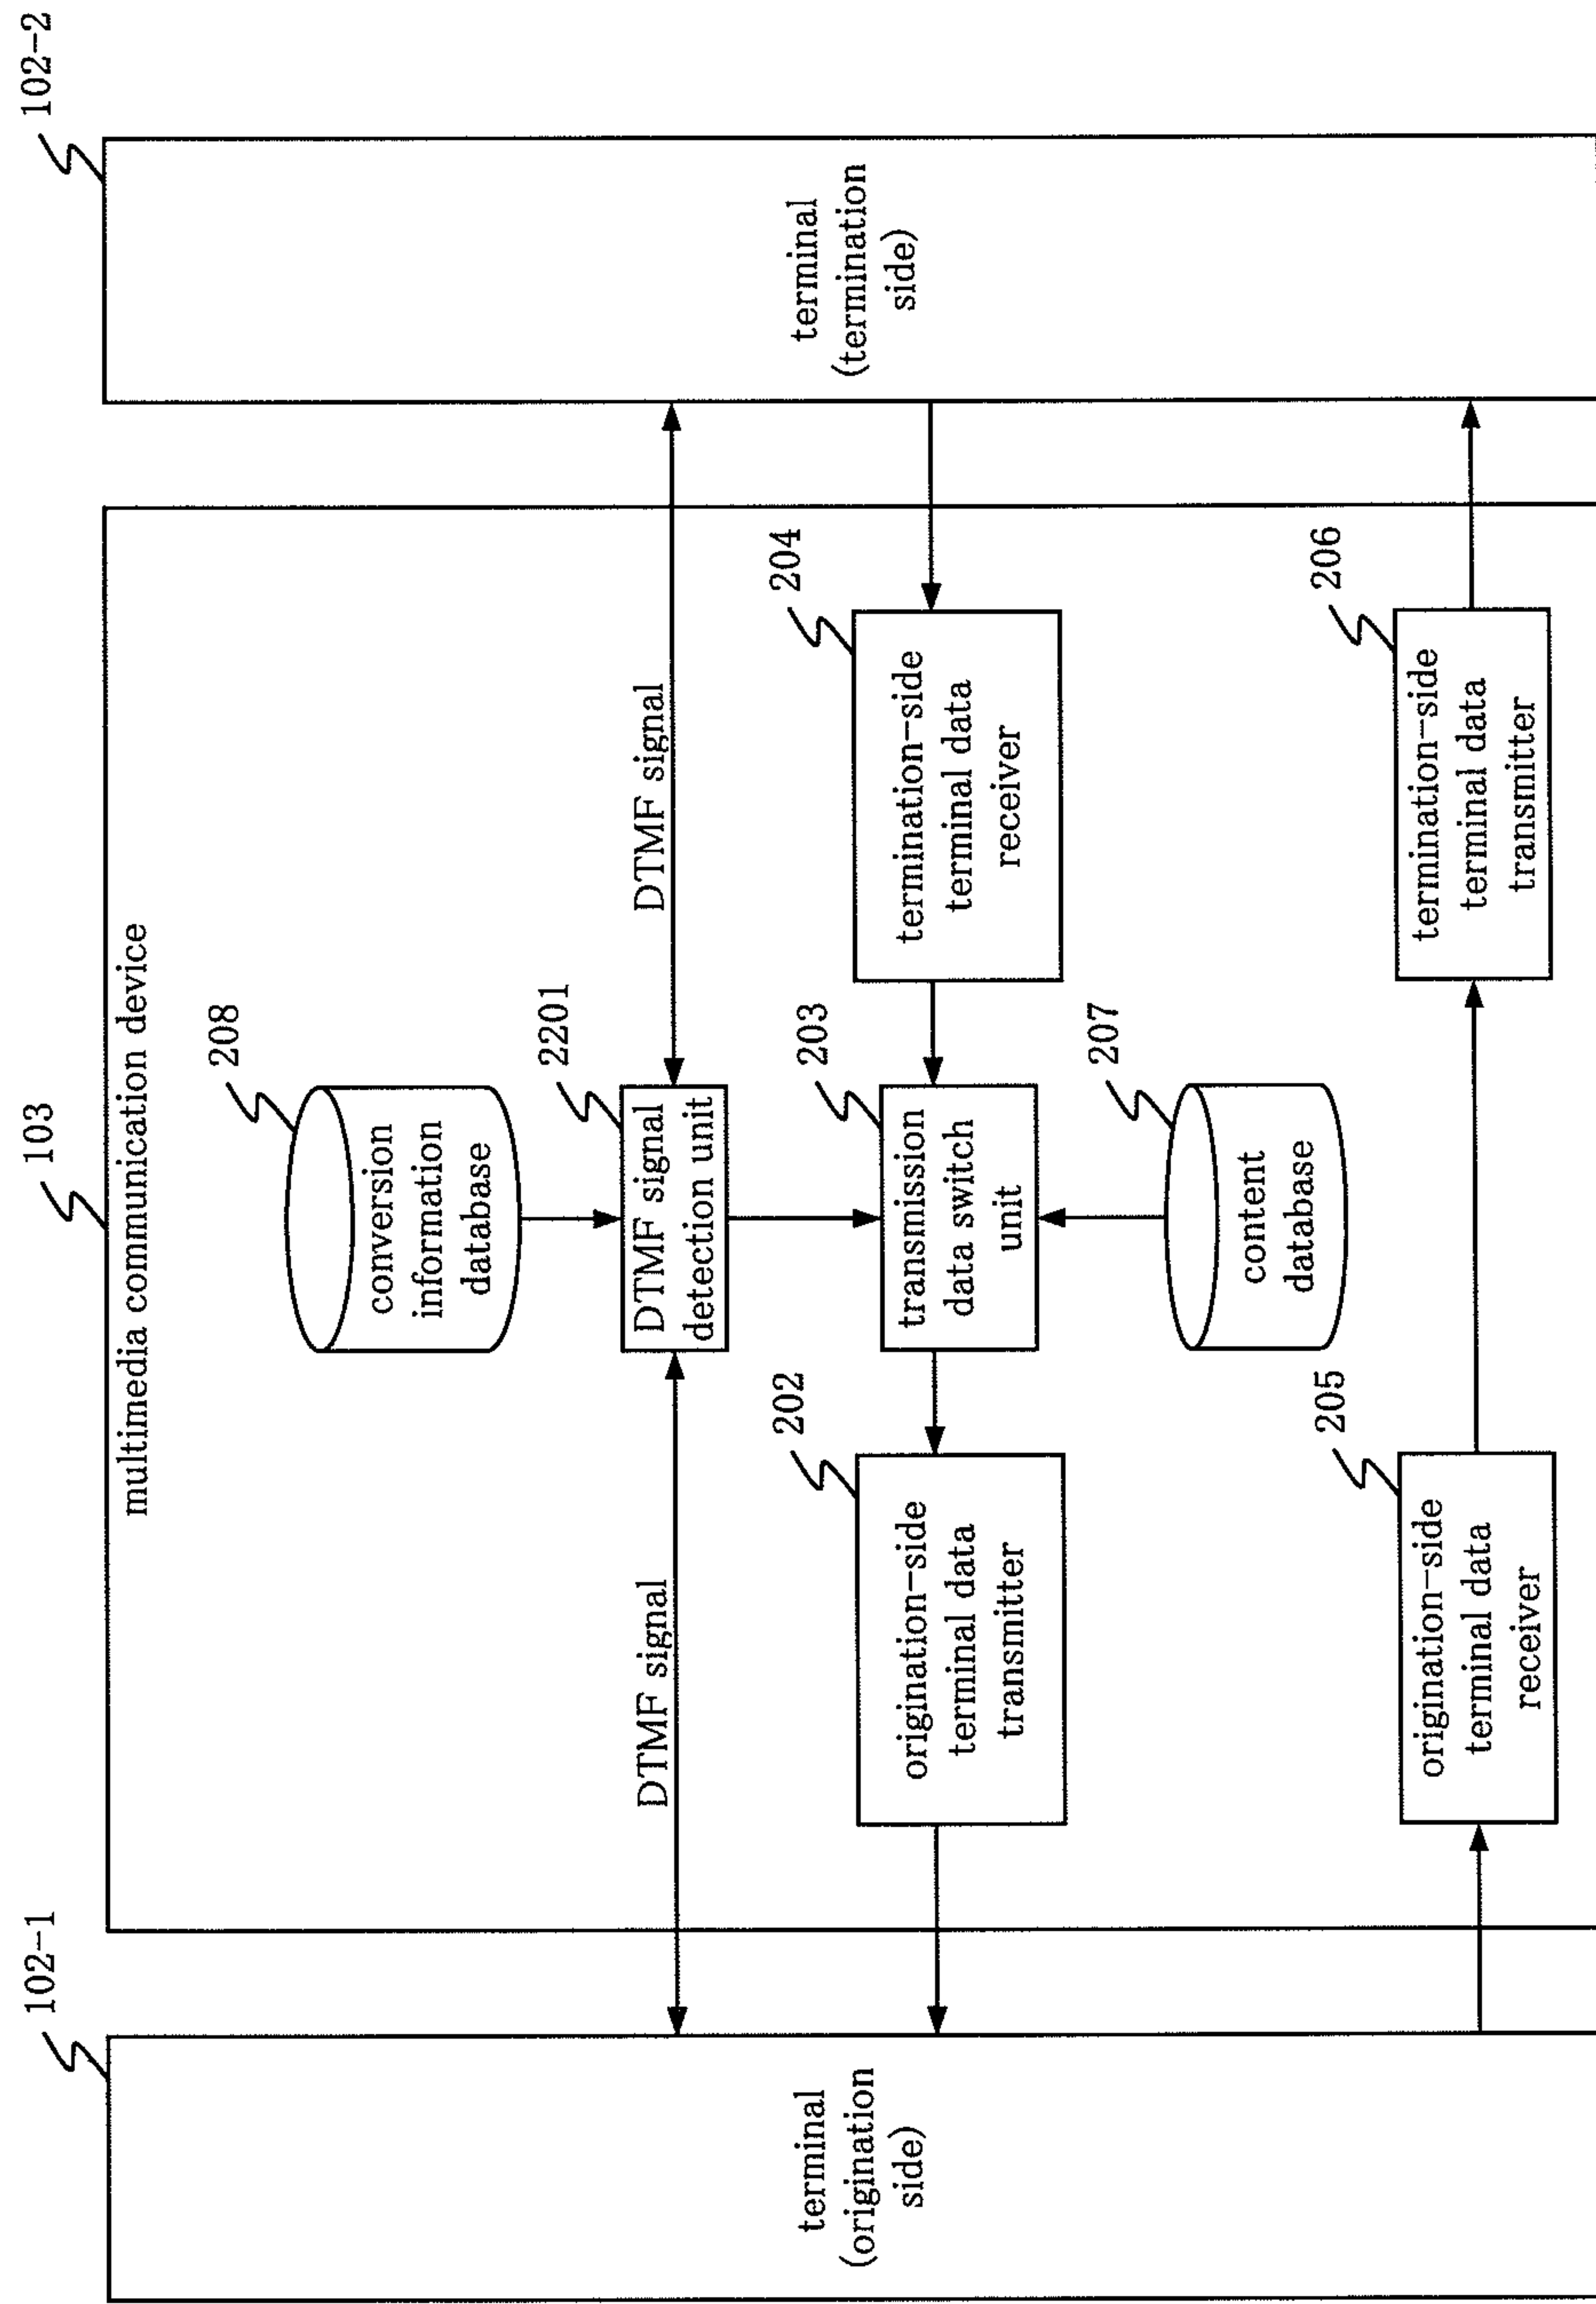 102-1
103
102-2
multimedia communication device
terminal
(origination
side)
208
conversion
information
database
DTMF signal
2201
DTMF signal
detection unit
DTMF signal
terminal
(termination
side)
202
origination-side
terminal data
transmitter
203
transmission
data switch
unit
204
termination-side
terminal data
receiver
207
content
database
205
origination-side
terminal data
receiver
206
termination-side
terminal data
transmitter